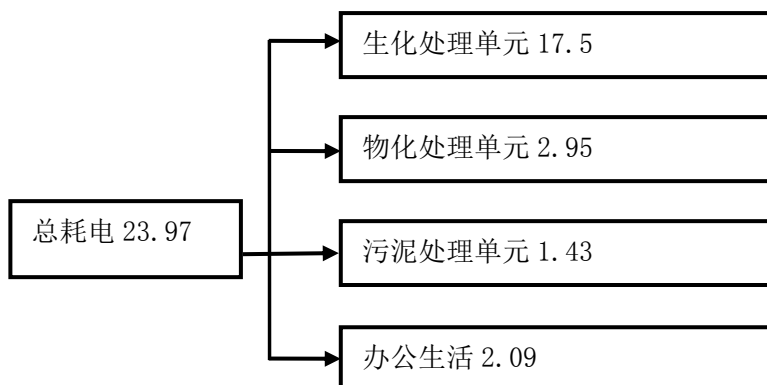 生化处理单元 17.5
物化处理单元 2.95
总耗电 23.97
污泥处理单元 1.43
办公生活 2.09